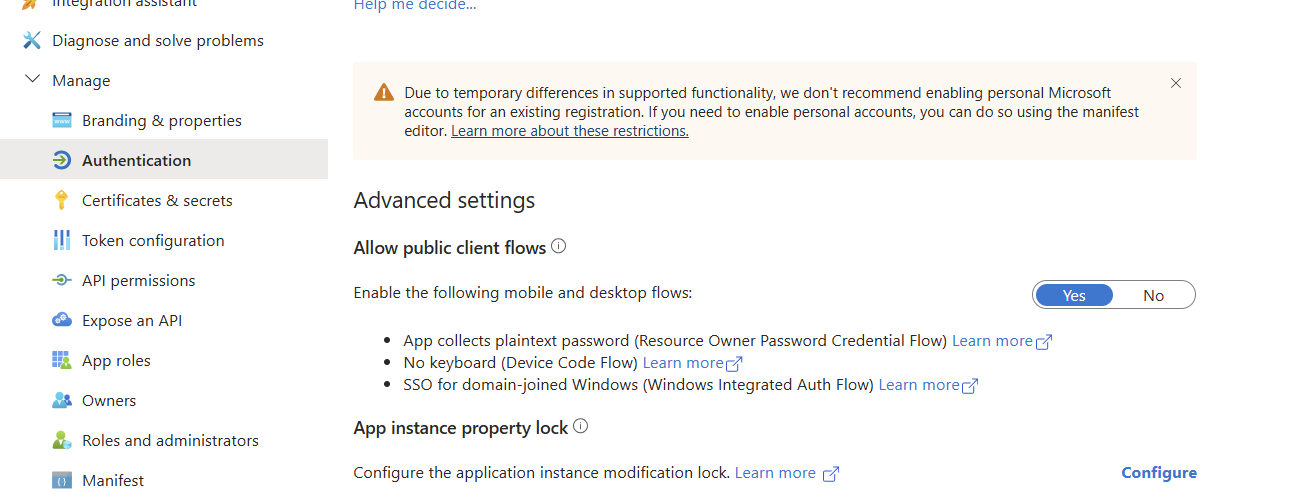 Integration assistant
Diagnose and solve problems
Manage
Branding & properties
Authentication
Certificates & secrets
Token configuration
API permissions
Expose an API
App roles
Owners
Roles and administrators
Manifest
Help me decide...
Due to temporary differences in supported functionality, we don't recommend enabling personal Microsoft
accounts for an existing registration. If you need to enable personal accounts, you can do so using the manifest
editor. Learn more about these restrictions.
Advanced settings
Allow public client flows
Enable the following mobile and desktop flows:
Yes No
App collects plaintext password (Resource Owner Password Credential Flow) Learn more
No keyboard (Device Code Flow) Learn more
SSO for domain-joined Windows (Windows Integrated Auth Flow) Learn more
App instance property lock
Configure the application instance modification lock. Learn more
Configure